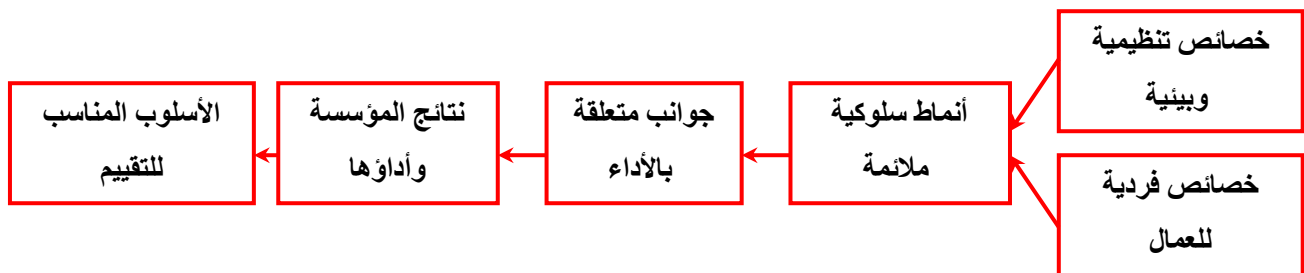 خصائص تنظيمية
وبيئية
خصائص فردية
للعمال
أنماط سلوكية
ملائمة
جوانب متعلقة
بالأداء
نتائج المؤسسة
وأداؤها
الأسلوب المناسب
للتقييم